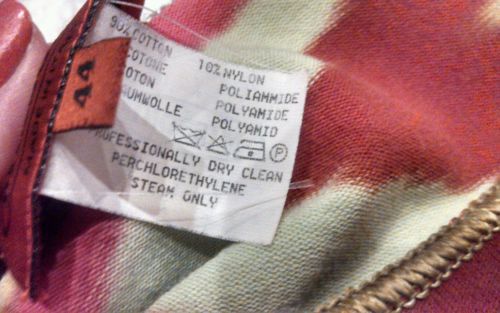 44
90% COTTON 10% NYLON
COTONE POLIAMMIDE
COTON POLYAMIDE
BAUMWOLLE POLYAMID
P
PROFESSIONALLY DRY CLEAN
PERCHLORETHYLENE
STEAM ONLY